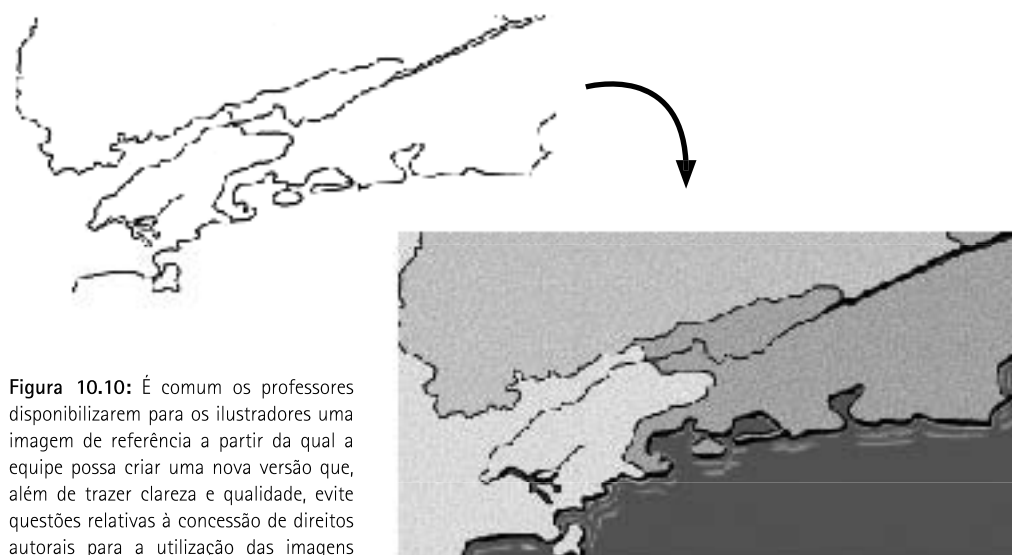 Figura 10.10: É comum os professores
disponibilizarem para os ilustradores uma
imagem de referência a partir da qual a
equipe possa criar uma nova versão que,
além de trazer clareza e qualidade, evite
questões relativas à concessão de direitos
autorais para a utilização das imagens